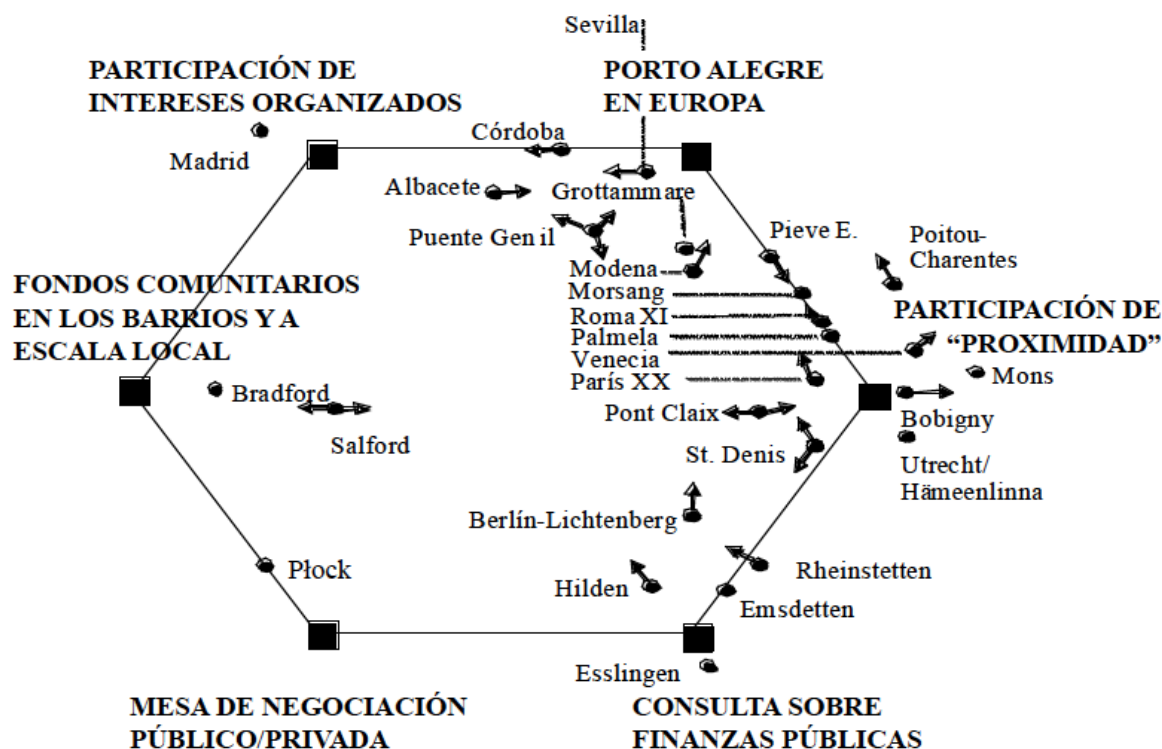 Sevilla
PARTICIPACIÓN DE
INTERESES ORGANIZADOS
PORTO ALEGRE
EN EUROPA
Madrid
Córdoba
Albacete
Grottammare
Puente Genil
Pieve E.
Poitou-
Charentes
Modena
Morsang
Roma XI
Palmela
Venecia
París XX
FONDOS COMUNITARIOS
EN LOS BARRIOS Y A
ESCALA LOCAL
PARTICIPACIÓN DE
“PROXIMIDAD”
Mons
Bradford
Salford
Pont Claix
Bobigny
St. Denis
Utrecht/
Hämeenlinna
Berlín-Lichtenberg
Płock
Hilden
Rheinstetten
Emsdetten
Esslingen
MESA DE NEGOCIACIÓN
PÚBLICO/PRIVADA
CONSULTA SOBRE
FINANZAS PÚBLICAS